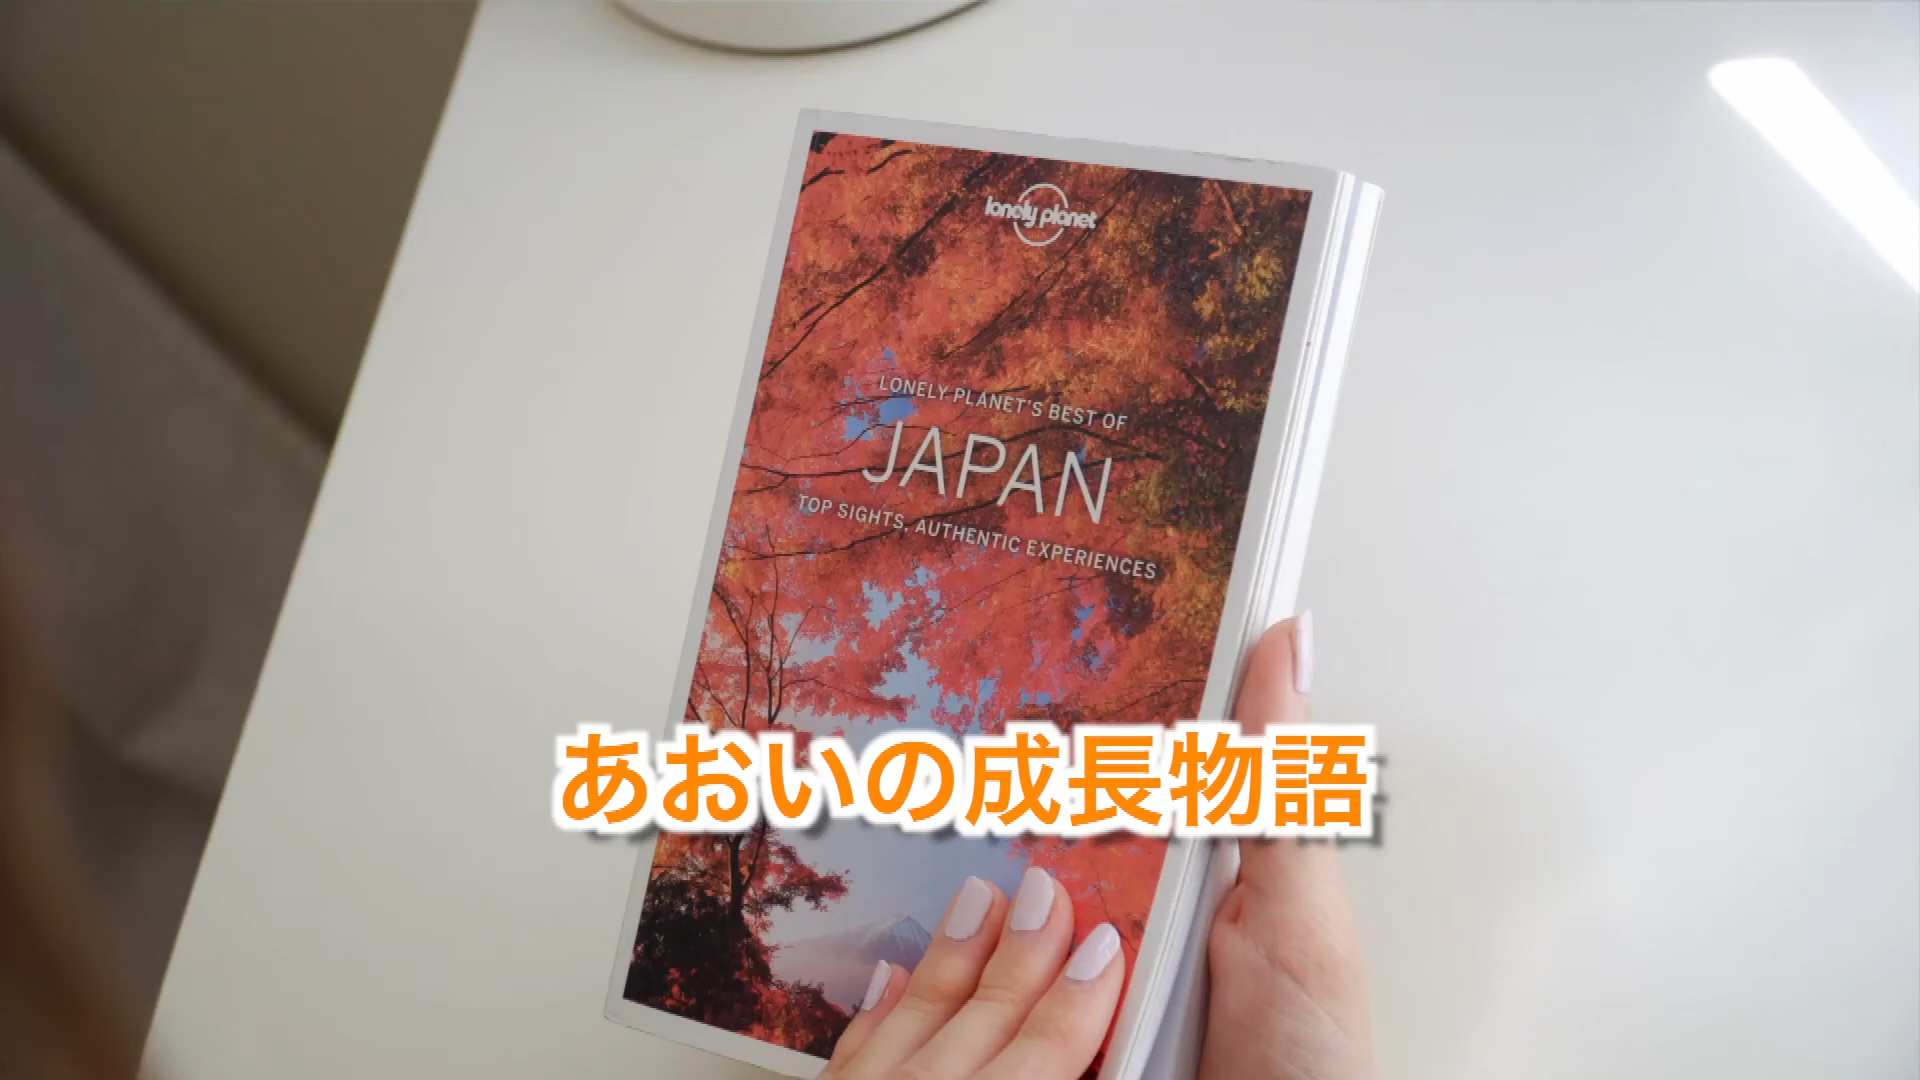 lonely planet
LONELY PLANET'S BEST OF
JAPAN
TOP SIGHTS, AUTHENTIC EXPERIENCES
あおいの成長物語